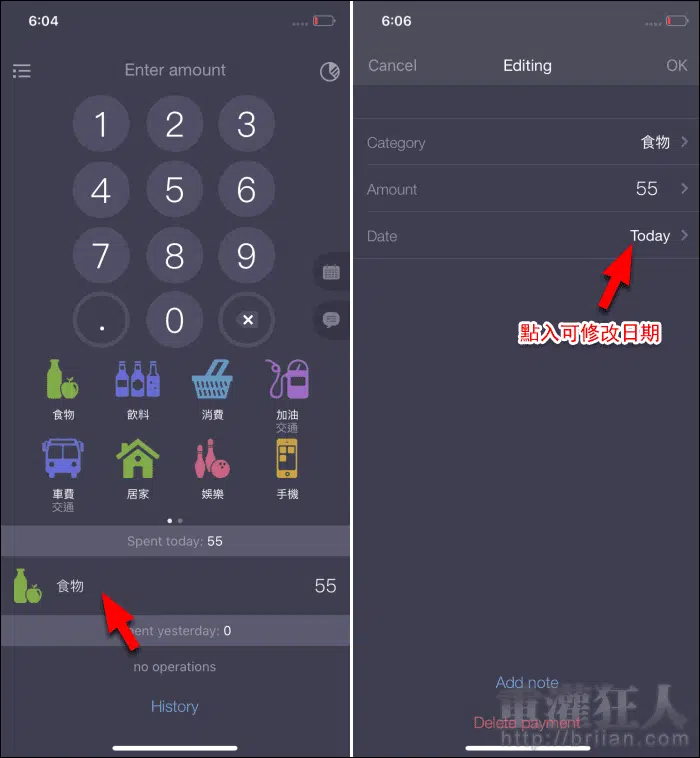 6:04
Enter amount
1 2 3
4 5 6
7 8 9
. 0
食物 飲料 消費 加油
交通
車費 居家 娛樂 手機
交通
Spent today: 55
食物 55
ent yesterday: 0
no operations
History
6:06
Cancel Editing OK
Category 食物
Amount 55
Date Today
點入可修改日期
Add note
Delete payment
重灌狂人
http://briian.com